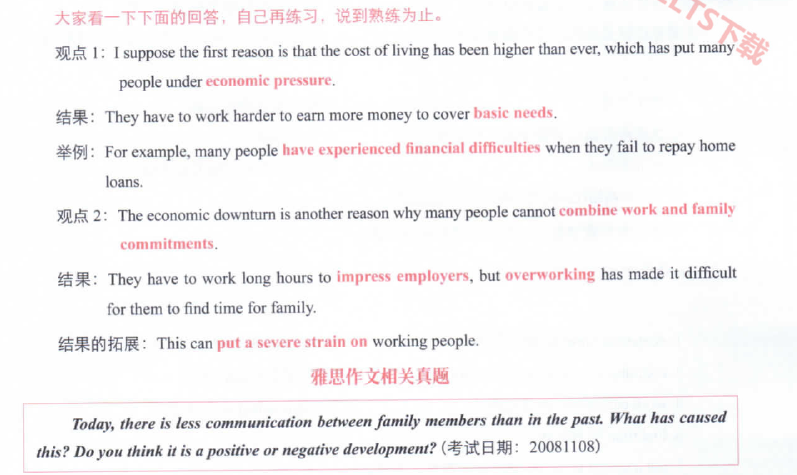 大家看一下下面的回答，自己再练习，说到熟练为止。
ELTS下载
观点 1：I suppose the first reason is that the cost of living has been higher than ever, which has put many
people under economic pressure.
结果：They have to work harder to earn more money to cover basic needs.
举例：For example, many people have experienced financial difficulties when they fail to repay home
loans.
观点 2：The economic downturn is another reason why many people cannot combine work and family
commitments.
结果：They have to work long hours to impress employers, but overworking has made it difficult
for them to find time for family.
结果的拓展：This can put a severe strain on working people.
雅思作文相关真题
Today, there is less communication between family members than in the past. What has caused
this? Do you think it is a positive or negative development? (考试日期：20081108)